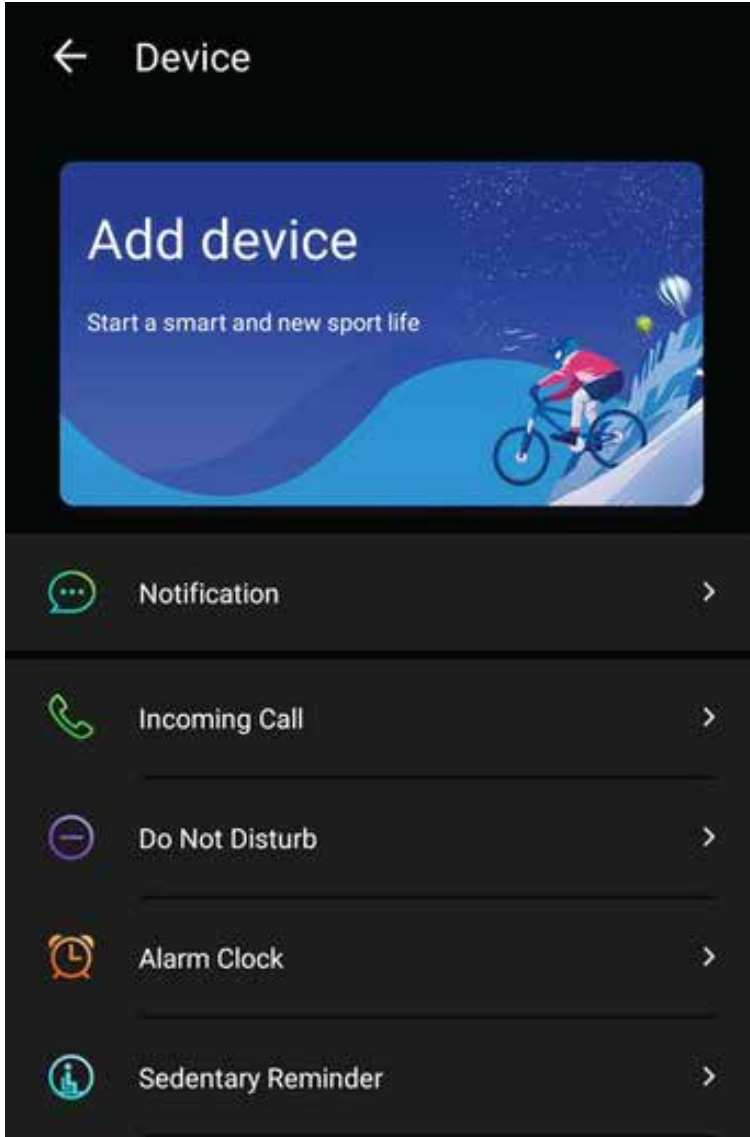 Device
Add device
Start a smart and new sport life
Notification
Incoming Call
Do Not Disturb
Alarm Clock
Sedentary Reminder